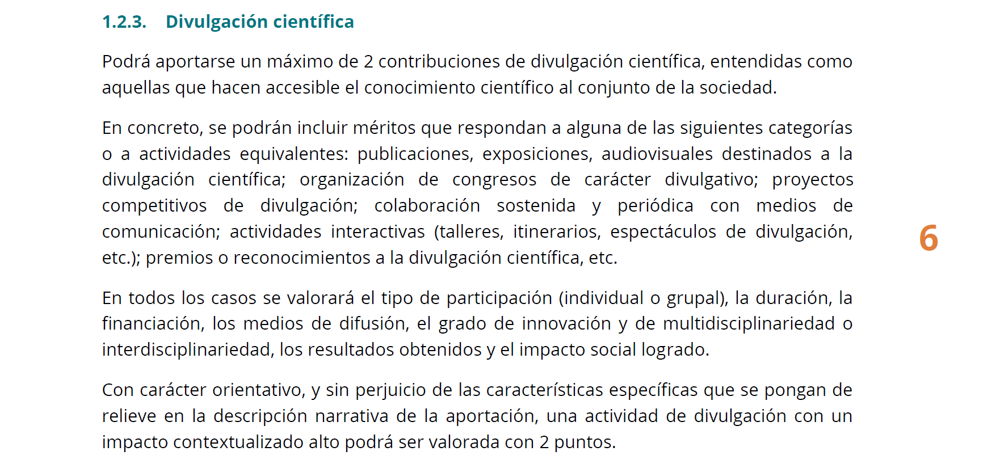 1.2.3. Divulgación científica
Podrá aportarse un máximo de 2 contribuciones de divulgación científica, entendidas como
aquellas que hacen accesible el conocimiento científico al conjunto de la sociedad.
En concreto, se podrán incluir méritos que respondan a alguna de las siguientes categorías
o a actividades equivalentes: publicaciones, exposiciones, audiovisuales destinados a la
divulgación científica; organización de congresos de carácter divulgativo; proyectos
competitivos de divulgación; colaboración sostenida y periódica con medios de
comunicación; actividades interactivas (talleres, itinerarios, espectáculos de divulgación,
etc.); premios o reconocimientos a la divulgación científica, etc.
6
En todos los casos se valorará el tipo de participación (individual o grupal), la duración, la
financiación, los medios de difusión, el grado de innovación y de multidisciplinariedad o
interdisciplinariedad, los resultados obtenidos y el impacto social logrado.
Con carácter orientativo, y sin perjuicio de las características específicas que se pongan de
relieve en la descripción narrativa de la aportación, una actividad de divulgación con un
impacto contextualizado alto podrá ser valorada con 2 puntos.